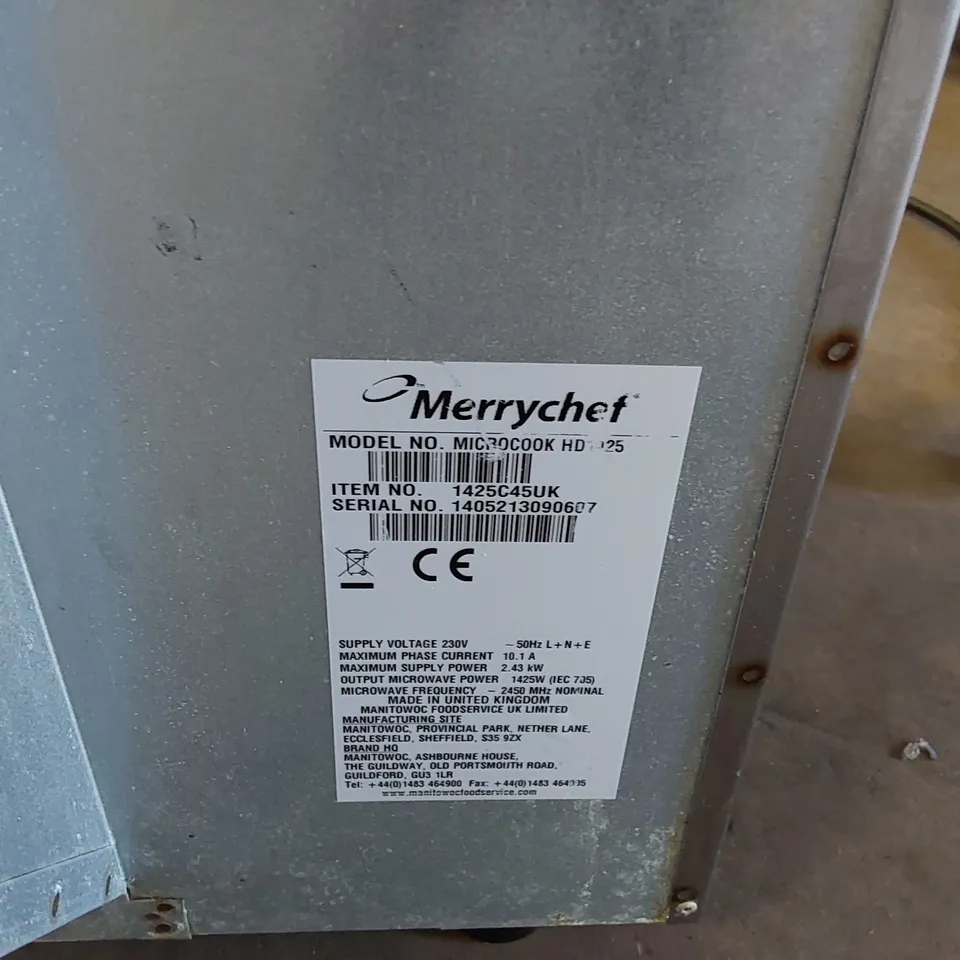 Merrychef
MODEL NO. MICROCOOK HD1425
ITEM NO. 1425C45UK
SERIAL NO. 1405213090607
CE
SUPPLY VOLTAGE 230V ~50Hz L+N+E
MAXIMUM PHASE CURRENT 10.1 A
MAXIMUM SUPPLY POWER 2.43 kW
OUTPUT MICROWAVE POWER 1425W (IEC 705)
MICROWAVE FREQUENCY ~ 2450 MHz NOMINAL
MADE IN UNITED KINGDOM
MANITOWOC FOODSERVICE UK LIMITED
MANUFACTURING SITE
MANITOWOC, PROVINCIAL PARK, NETHER LANE,
ECCLESFIELD, SHEFFIELD, S35 9ZX
BRAND HQ
MANITOWOC, ASHBOURNE HOUSE,
THE GUILDWAY, OLD PORTSMOUTH ROAD,
GUILDFORD, GU3 1LR
Tel: +44(0)1483 464900 Fax: +44(0)1483
www.manitowocfoodservice.com